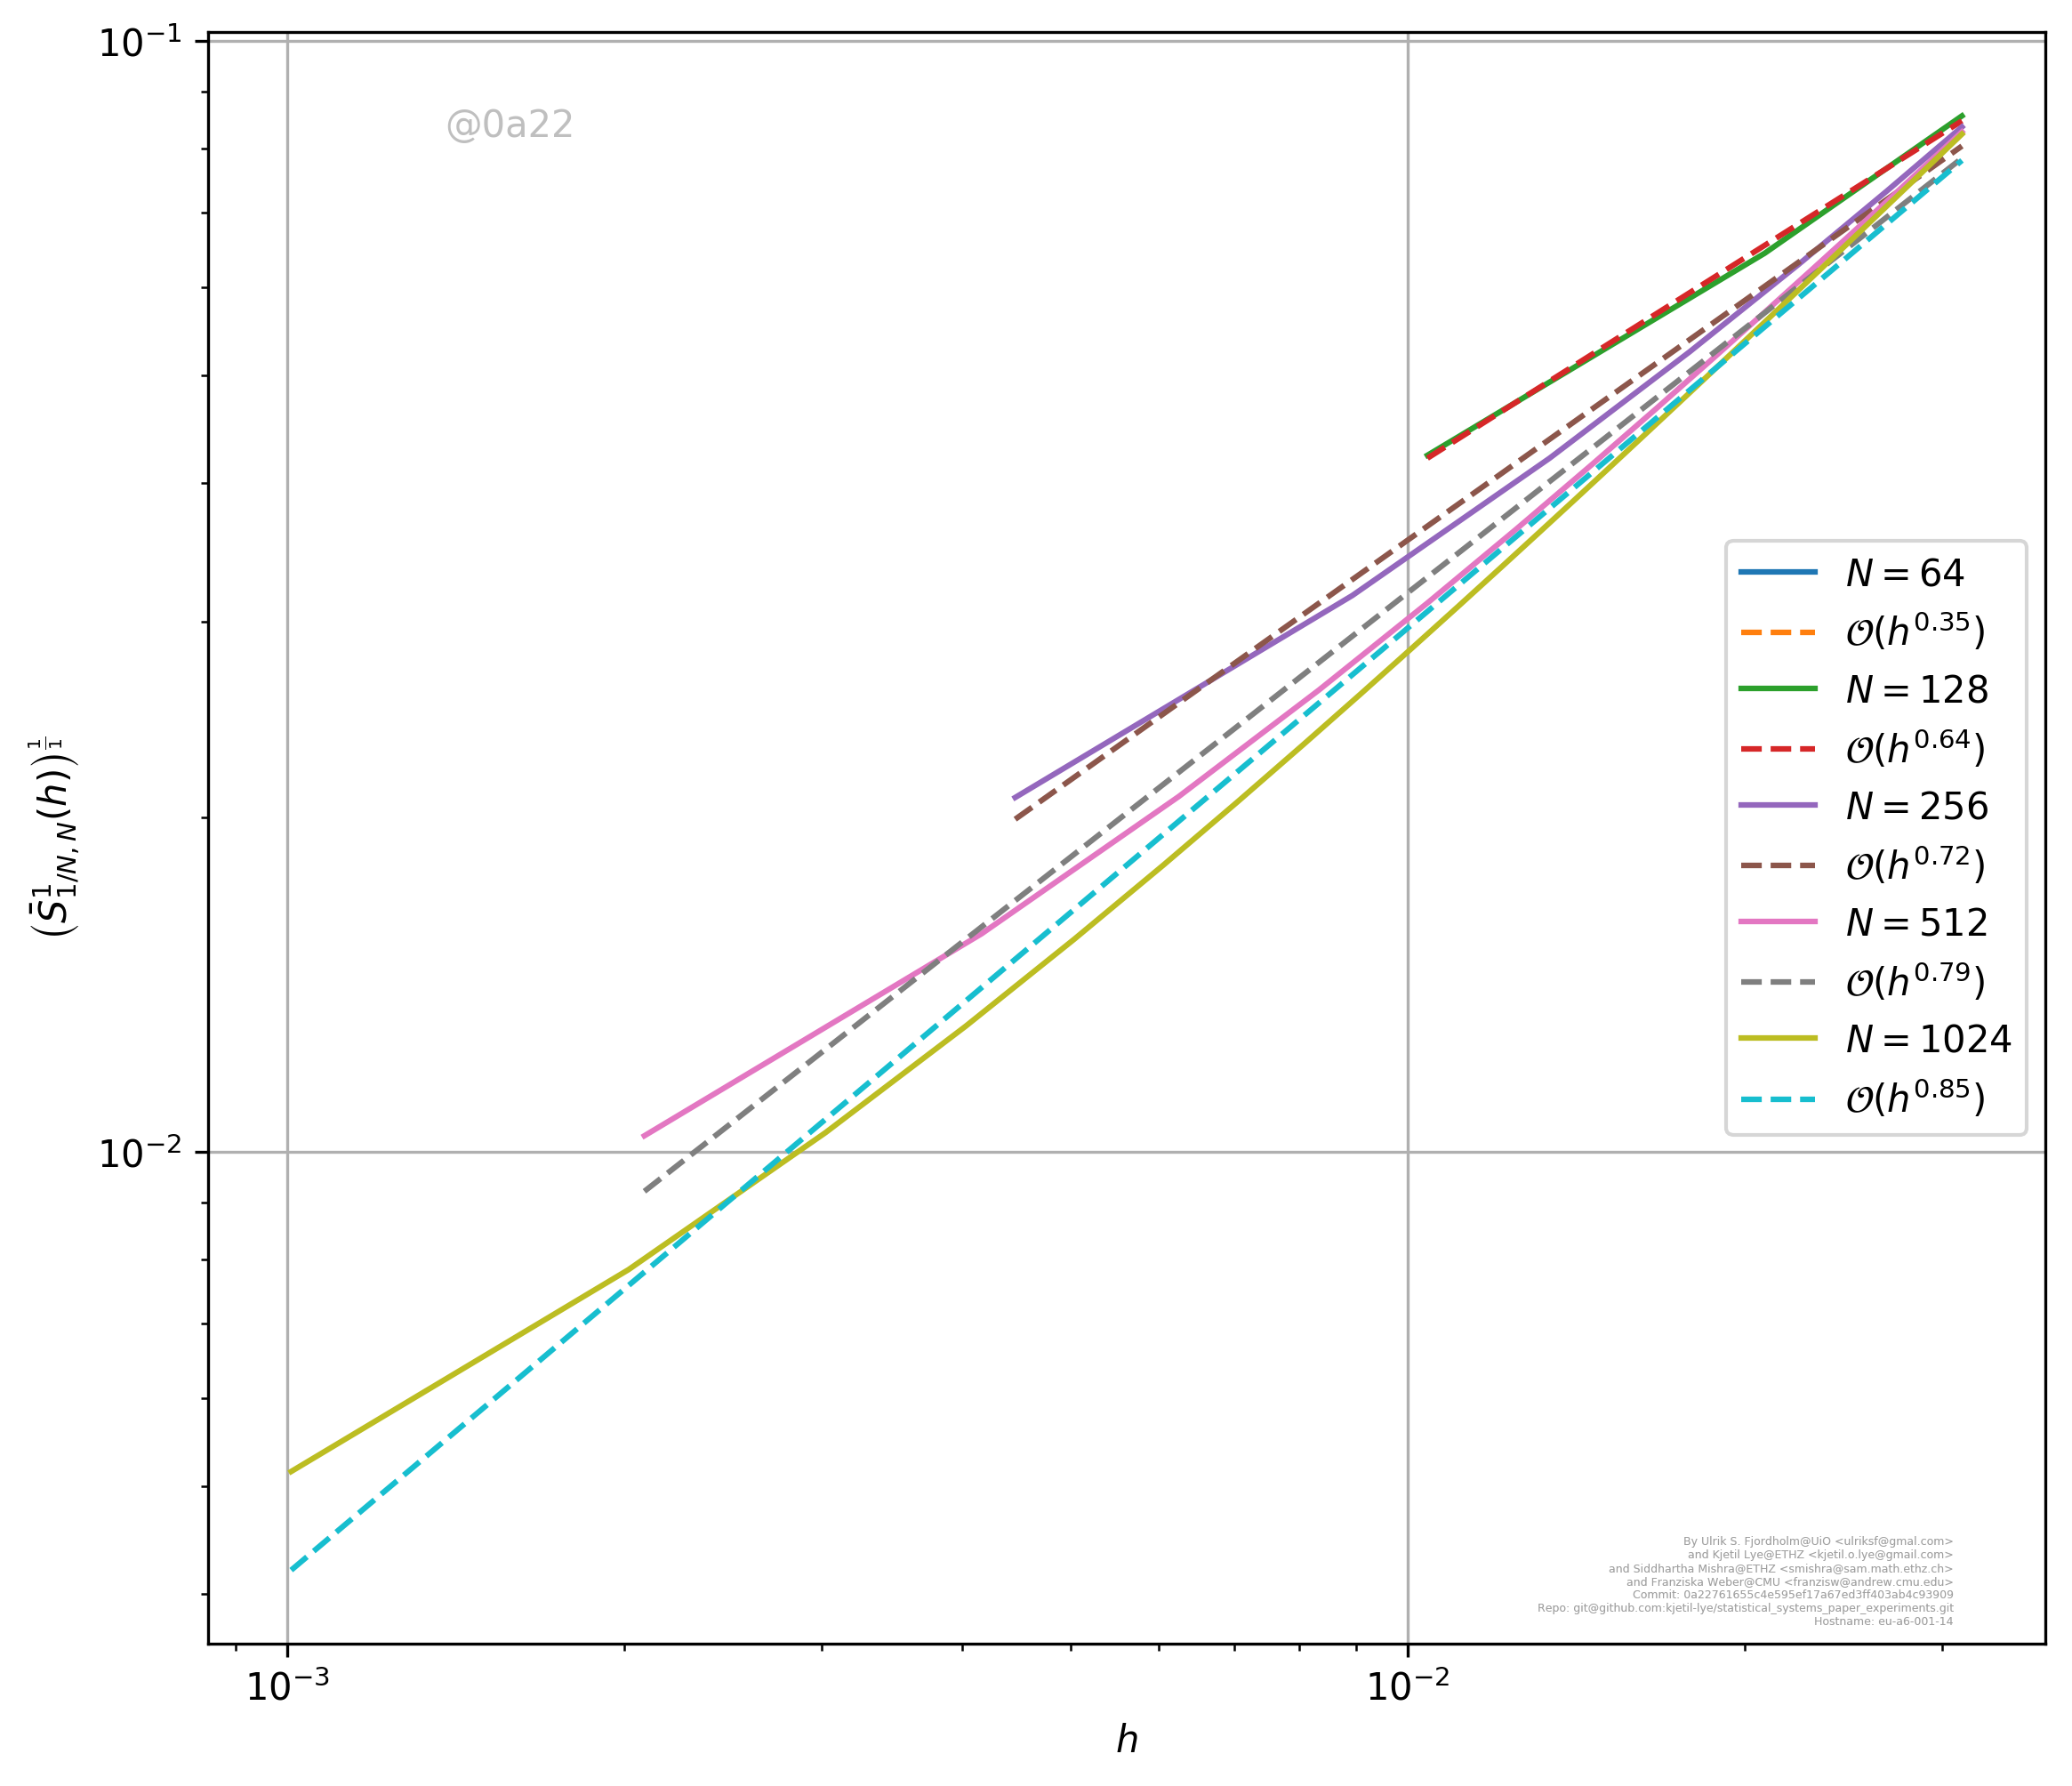 10⁻¹
@0a22
N = 64
𝒪(h^0.35)
N = 128
𝒪(h^0.64)
N = 256
𝒪(h^0.72)
N = 512
𝒪(h^0.79)
N = 1024
𝒪(h^0.85)
(S̄¹_{1/N, N}(h))^{1/1}
10⁻²
By Ulrik S. Fjordholm@UiO <ulriksf@gmal.com>
and Kjetil Lye@ETHZ <kjetil.o.lye@gmail.com>
and Siddhartha Mishra@ETHZ <smishra@sam.math.ethz.ch>
and Franziska Weber@CMU <franzisw@andrew.cmu.edu>
Commit: 0a22761655c4e595ef17a67ed3ff403ab4c93909
Repo: git@github.com:kjetil-lye/statistical_systems_paper_experiments.git
Hostname: eu-a6-001-14
10⁻³ 10⁻²
h